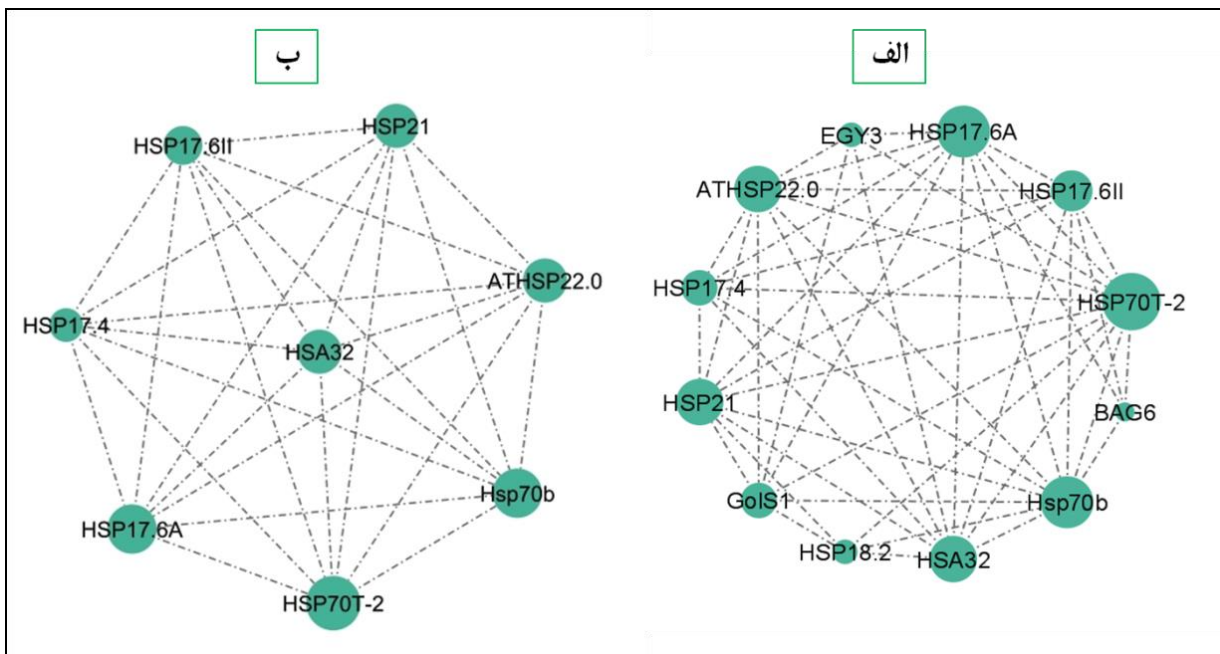 الف
EGY3
HSP17.6A
ATHSP22.0
HSP17.6II
HSP17.4
HSP70T-2
HSP21
BAG6
GolS1
Hsp70b
HSP18.2
HSA32
ب
HSP21
HSP17.6II
ATHSP22.0
HSP17.4
HSA32
Hsp70b
HSP17.6A
HSP70T-2